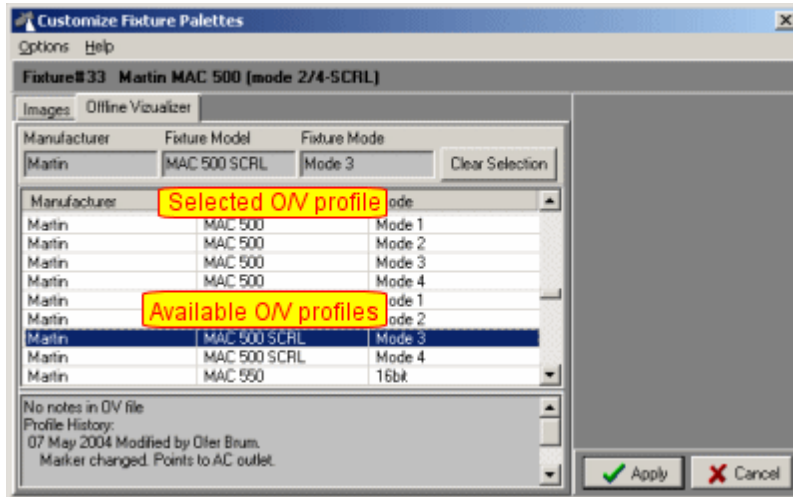 Customize Fixture Palettes
Options Help
Fixture#33 Martin MAC 500 (mode 2/4-SCRL)
Images Offline Vizualizer
Manufacturer Fixture Model Fixture Mode
Martin MAC 500 SCRL Mode 3 Clear Selection
Manufacturer Selected O/V profile ode
Martin MAC 500 Mode 1
Martin MAC 500 Mode 2
Martin MAC 500 Mode 3
Martin MAC 500 Mode 4
Martin ode 1
Available O/V profiles
Martin ode 2
Martin MAC 500 SCRL Mode 3
Martin MAC 500 SCRL Mode 4
Martin MAC 550 16bit
No notes in OV file
Profile History:
07 May 2004 Modified by Ofer Brum.
Marker changed. Points to AC outlet.
Apply Cancel